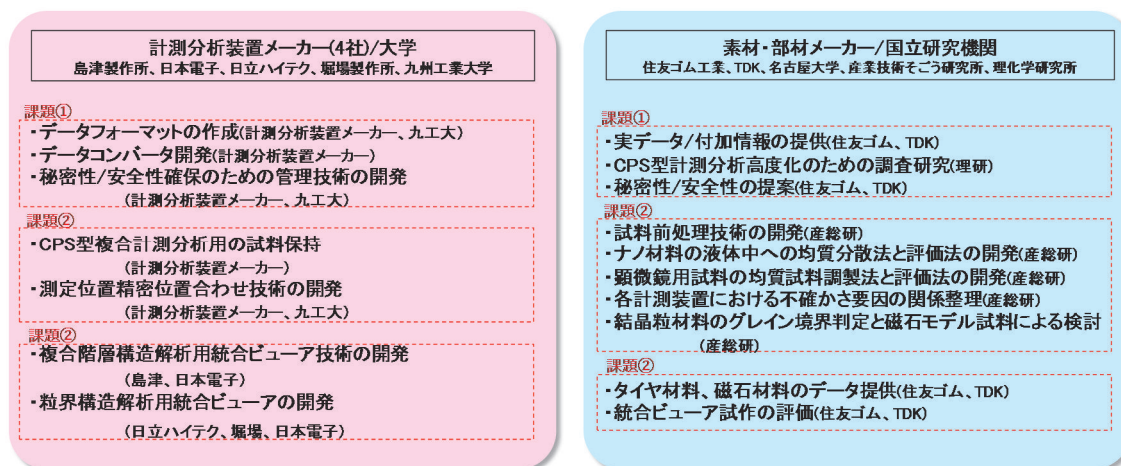 計測分析装置メーカー(4社)/大学
島津製作所、日本電子、日立ハイテク、堀場製作所、九州工業大学
課題①
・データフォーマットの作成(計測分析装置メーカー、九工大)
・データコンバータ開発(計測分析装置メーカー)
・秘密性/安全性確保のための管理技術の開発
(計測分析装置メーカー、九工大)
課題②
・CPS型複合計測分析用の試料保持
(計測分析装置メーカー)
・測定位置精密位置合わせ技術の開発
(計測分析装置メーカー、九工大)
課題②
・複合階層構造解析用統合ビューア技術の開発
(島津、日本電子)
・粒界構造解析用統合ビューアの開発
(日立ハイテク、堀場、日本電子)
素材・部材メーカー/国立研究機関
住友ゴム工業、TDK、名古屋大学、産業技術そごう研究所、理化学研究所
課題①
・実データ/付加情報の提供(住友ゴム、TDK)
・CPS型計測分析高度化のための調査研究(理研)
・秘密性/安全性の提案(住友ゴム、TDK)
課題②
・試料前処理技術の開発(産総研)
・ナノ材料の液体中への均質分散法と評価法の開発(産総研)
・顕微鏡用試料の均質試料調製法と評価法の開発(産総研)
・各計測装置における不確かさ要因の関係整理(産総研)
・結晶粒材料のグレイン境界判定と磁石モデル試料による検討
(産総研)
課題②
・タイヤ材料、磁石材料のデータ提供(住友ゴム、TDK)
・統合ビューア試作の評価(住友ゴム、TDK)